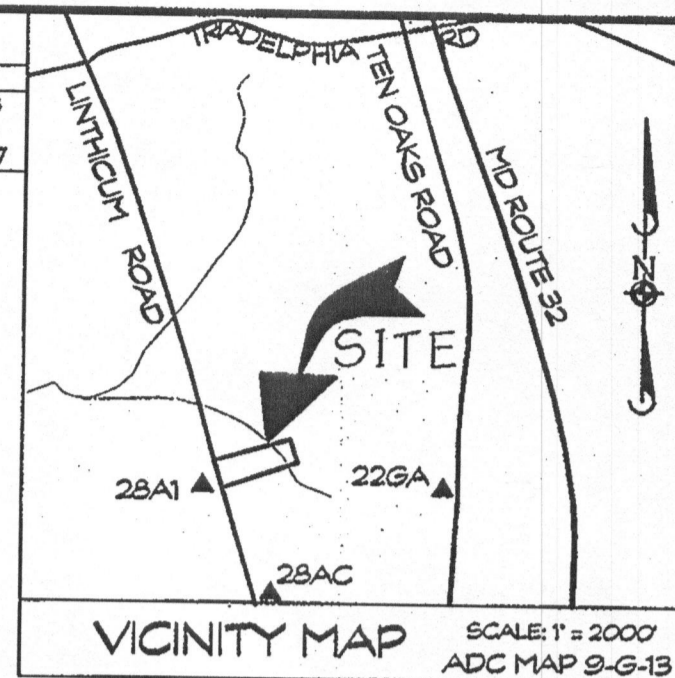 TRIADELPHIA RD
LINTHICUM ROAD
TEN OAKS ROAD
MD ROUTE 32
N
SITE
28A1
22GA
28AC
VICINITY MAP
SCALE: 1" = 2000'
ADC MAP 9-G-13